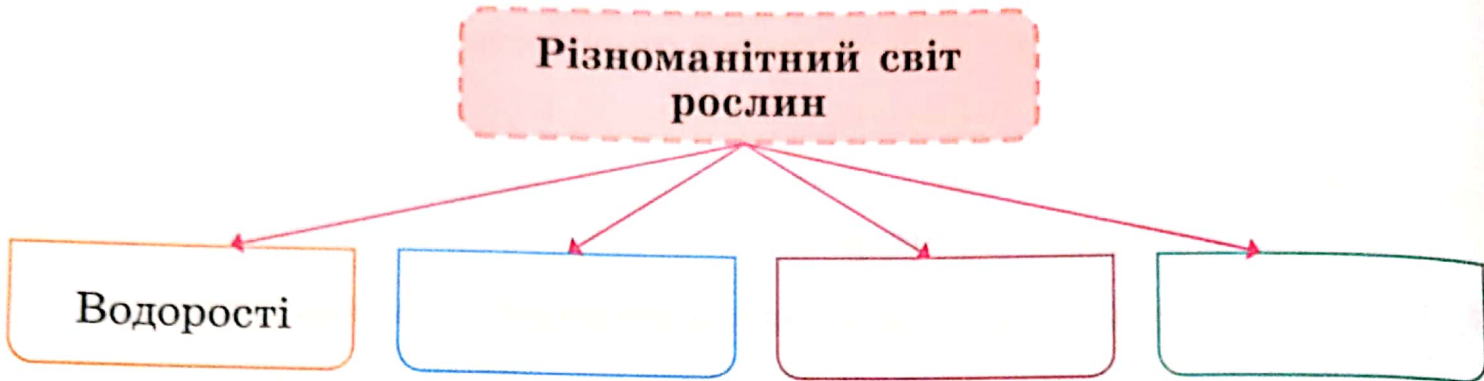 Різноманітний світ
рослин
Водорості